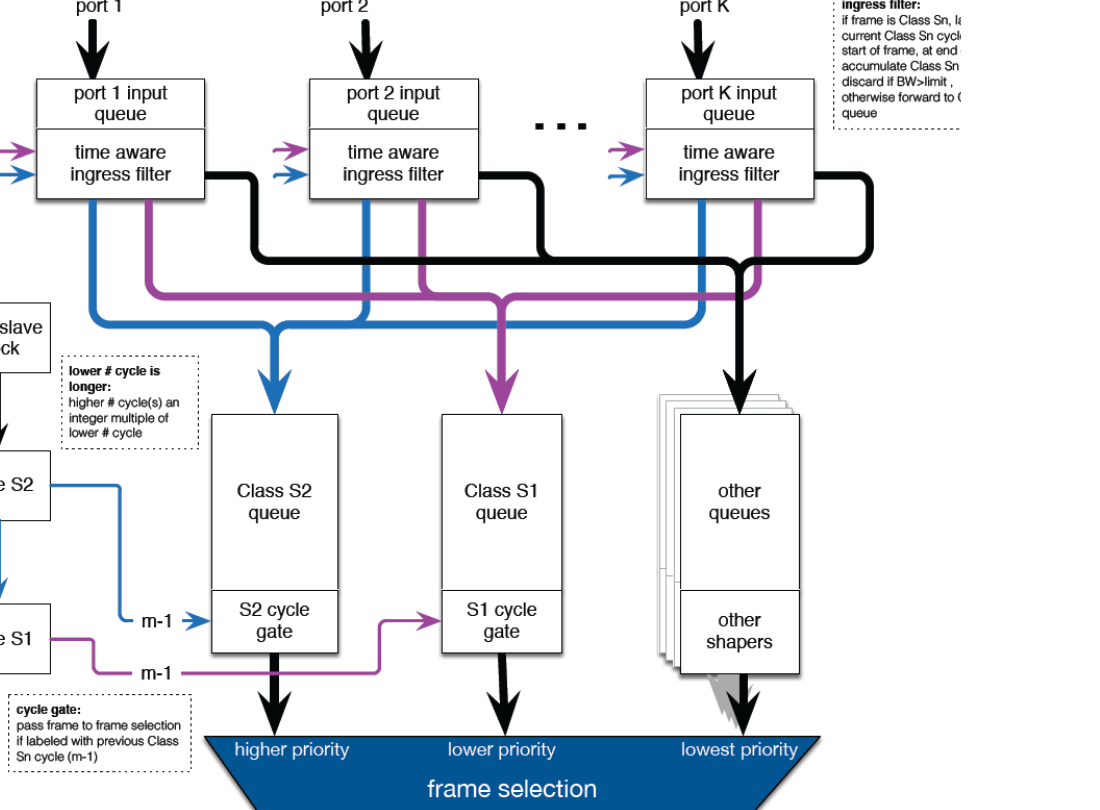 port 1
port 2
port K
ingress filter:
if frame is Class Sn,
current Class Sn
start of frame, at end
accumulate Class Sn
discard if BW>limit ,
otherwise forward to
queue
port 1 input
queue
port 2 input
queue
port K input
queue
...
time aware
ingress filter
time aware
ingress filter
time aware
ingress filter
slave
lower # cycle is
longer:
higher # cycle(s) an
integer multiple of
lower # cycle
S2
Class S2
queue
Class S1
queue
other
queues
S1
m-1
S2 cycle
gate
S1 cycle
gate
other
shapers
m-1
cycle gate:
pass frame to frame selection
if labeled with previous Class
Sn cycle (m-1)
higher priority
lower priority
lowest priority
frame selection